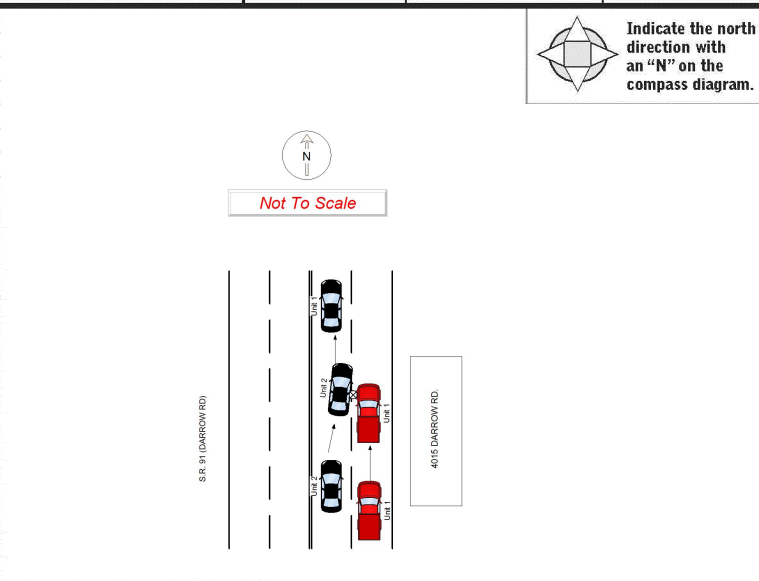 Indicate the north
direction with
an “N” on the
compass diagram.
N
Not To Scale
Unit 1
Unit 2
Unit 1
S.R. 91 (DARROW RD)
4015 DARROW RD.
Unit 2
Unit 1